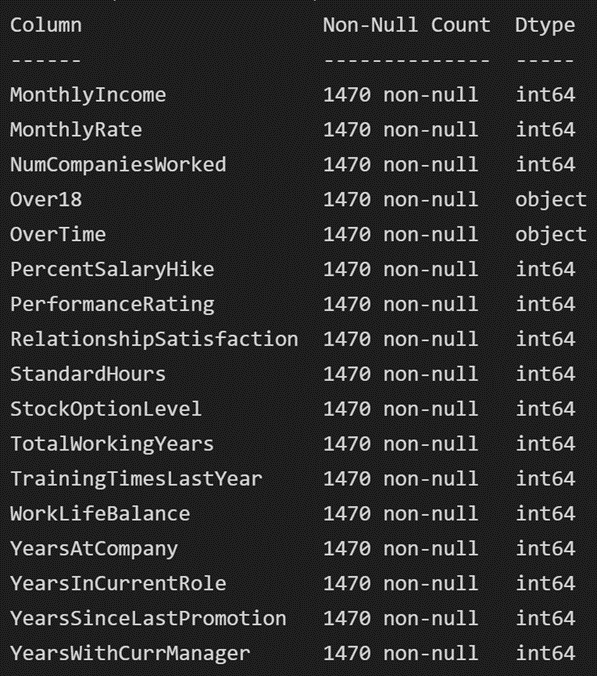 Column Non-Null Count Dtype
------ -------------- -----
MonthlyIncome 1470 non-null int64
MonthlyRate 1470 non-null int64
NumCompaniesWorked 1470 non-null int64
Over18 1470 non-null object
OverTime 1470 non-null object
PercentSalaryHike 1470 non-null int64
PerformanceRating 1470 non-null int64
RelationshipSatisfaction 1470 non-null int64
StandardHours 1470 non-null int64
StockOptionLevel 1470 non-null int64
TotalWorkingYears 1470 non-null int64
TrainingTimesLastYear 1470 non-null int64
WorkLifeBalance 1470 non-null int64
YearsAtCompany 1470 non-null int64
YearsInCurrentRole 1470 non-null int64
YearsSinceLastPromotion 1470 non-null int64
YearsWithCurrManager 1470 non-null int64